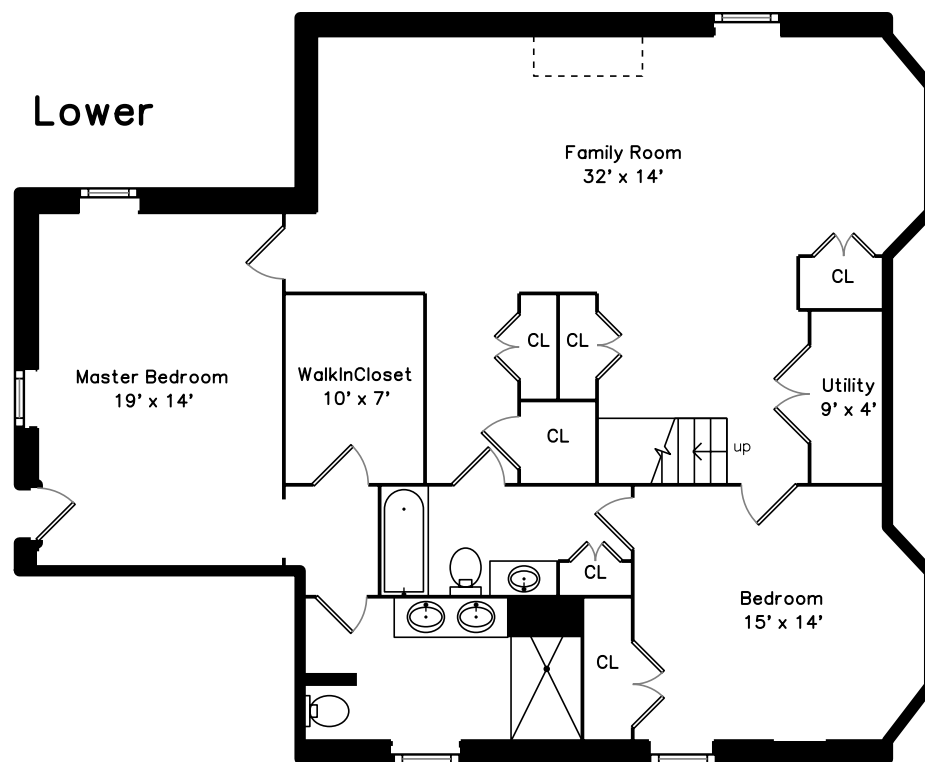 Lower
Family Room
32' x 14'
CL
Master Bedroom
19' x 14'
WalkInCloset
10' x 7'
CL
CL
Utility
9' x 4'
CL
up
CL
Bedroom
15' x 14'
CL